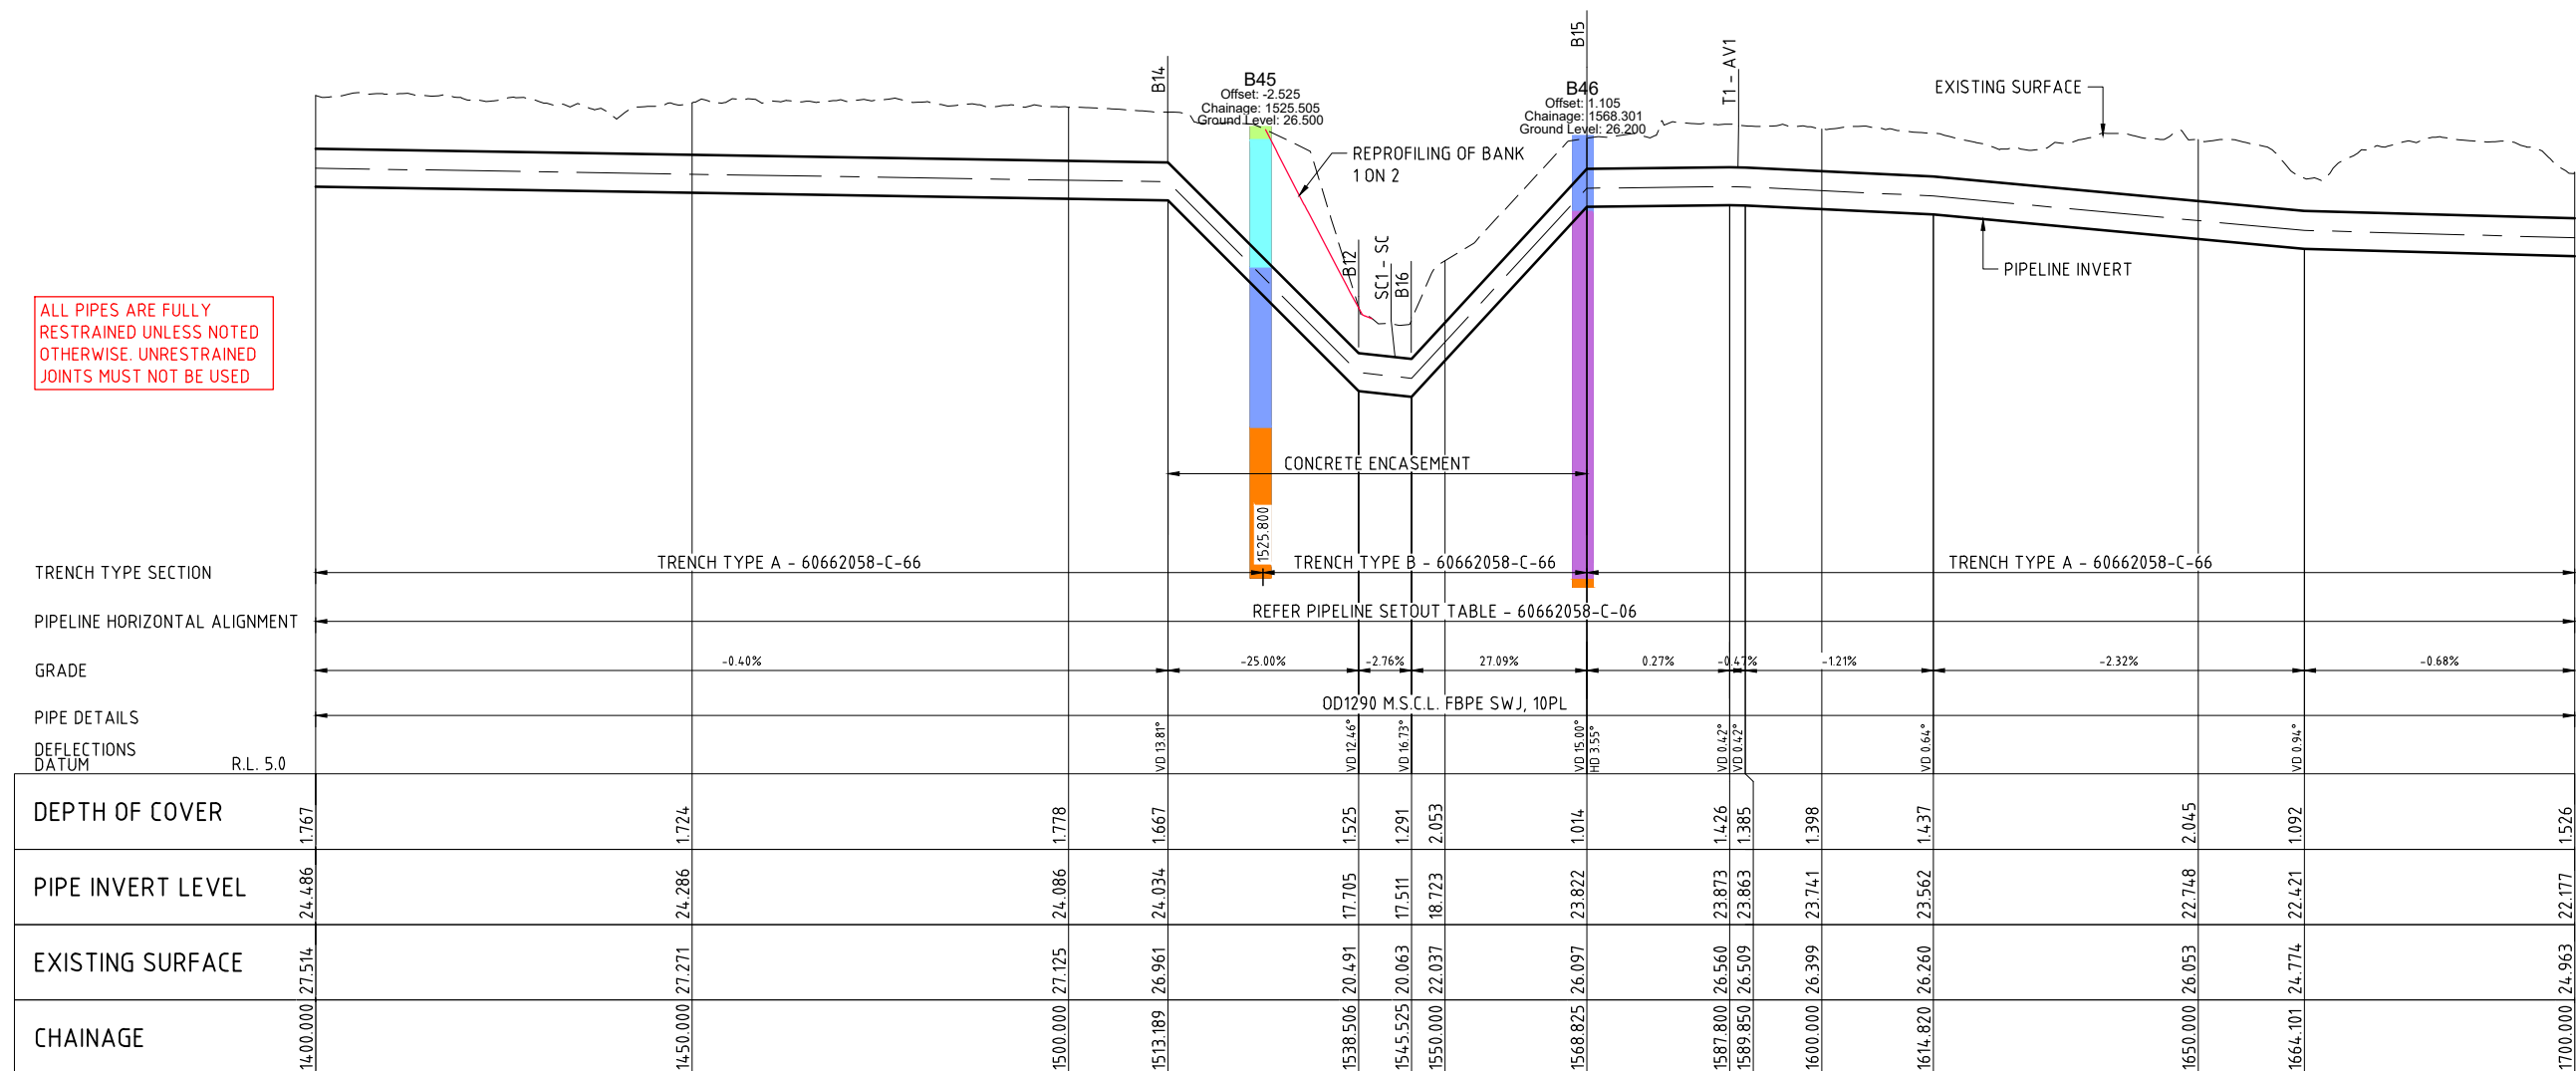 B14
B45
Offset: -2.525
Chainage: 1525.505
Ground Level: 26.500
B15
B46
Offset: 1.105
Chainage: 1568.301
Ground Level: 26.200
T1 - AV1
EXISTING SURFACE
REPROFILING OF BANK
1 ON 2
B12
SC1 - SC
B16
PIPELINE INVERT
ALL PIPES ARE FULLY
RESTRAINED UNLESS NOTED
OTHERWISE. UNRESTRAINED
JOINTS MUST NOT BE USED
CONCRETE ENCASEMENT
1525.800
TRENCH TYPE SECTION
TRENCH TYPE A - 60662058-C-66
TRENCH TYPE B - 60662058-C-66
TRENCH TYPE A - 60662058-C-66
PIPELINE HORIZONTAL ALIGNMENT
REFER PIPELINE SETOUT TABLE - 60662058-C-06
GRADE
-0.40%
-25.00%
-2.76%
27.09%
0.27%
-0.47%
-1.21%
-2.32%
-0.68%
PIPE DETAILS
OD1290 M.S.C.L. FBPE SWJ, 10PL
DEFLECTIONS
VD 13.81°
VD 12.46°
VD 16.73°
VD 15.00°
HD 3.55°
VD 0.42°
VD 0.42°
VD 0.64°
VD 0.94°
DATUM R.L. 5.0
DEPTH OF COVER
1.767
1.724
1.778
1.667
1.525
1.291
2.053
1.014
1.426
1.385
1.398
1.437
2.045
1.092
1.526
PIPE INVERT LEVEL
24.486
24.286
24.086
24.034
17.705
17.511
18.723
23.822
23.873
23.863
23.741
23.562
22.748
22.421
22.177
EXISTING SURFACE
27.514
27.271
27.125
26.961
20.491
20.063
22.037
26.097
26.560
26.509
26.399
26.260
26.053
24.774
24.963
CHAINAGE
1400.000
1450.000
1500.000
1513.189
1538.506
1545.525
1550.000
1568.825
1587.800
1589.850
1600.000
1614.820
1650.000
1664.101
1700.000